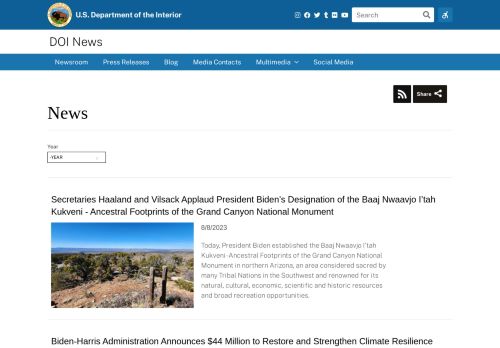 U.S. Department of the Interior
Search
DOI News
Newsroom Press Releases Blog Media Contacts Multimedia Social Media
Share
News
Year
-YEAR
Secretaries Haaland and Vilsack Applaud President Biden's Designation of the Baaj Nwaavjo I'tah
Kukveni - Ancestral Footprints of the Grand Canyon National Monument
8/8/2023
Today, President Biden established the Baaj Nwaavjo I'tah
Kukveni -Ancestral Footprints of the Grand Canyon National
Monument in northern Arizona, an area considered sacred by
many Tribal Nations in the Southwest and renowned for its
natural, cultural, economic, scientific and historic resources
and broad recreation opportunities.
Biden-Harris Administration Announces $44 Million to Restore and Strengthen Climate Resilience